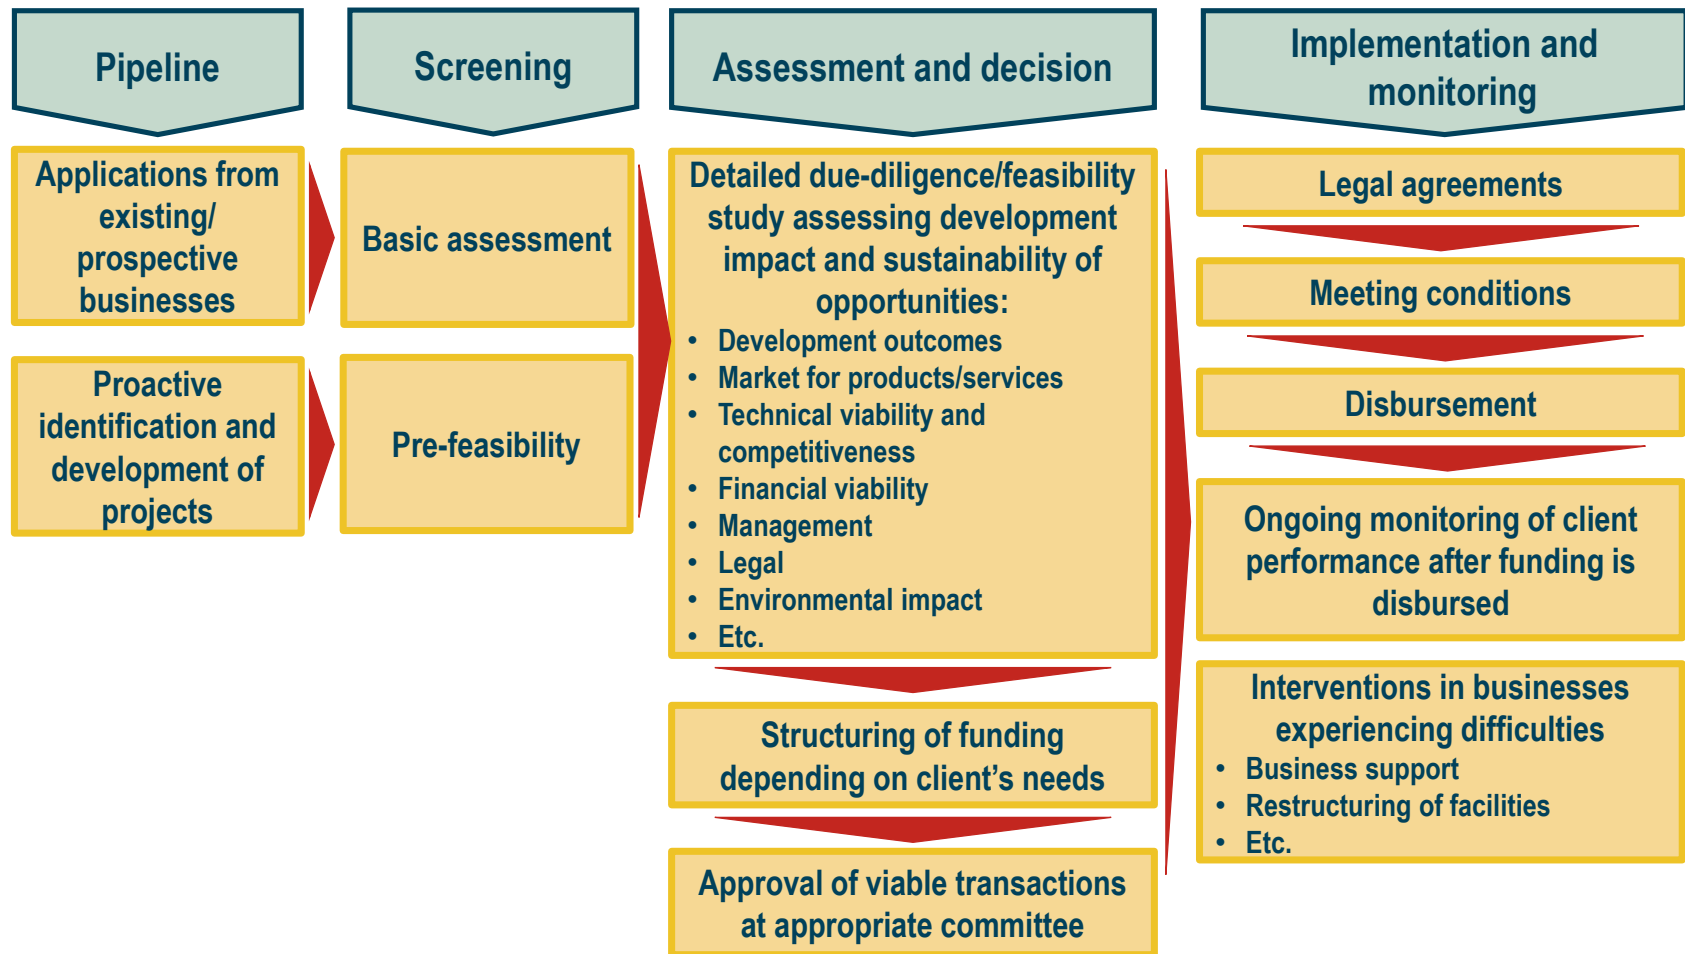 Pipeline
Screening
Assessment and decision
Implementation and
monitoring
Applications from
existing/
prospective
businesses
Proactive
identification and
development of
projects
Basic assessment
Pre-feasibility
Detailed due-diligence/feasibility
study assessing development
impact and sustainability of
opportunities:
• Development outcomes
• Market for products/services
• Technical viability and
competitiveness
• Financial viability
• Management
• Legal
• Environmental impact
• Etc.
Structuring of funding
depending on client’s needs
Approval of viable transactions
at appropriate committee
Legal agreements
Meeting conditions
Disbursement
Ongoing monitoring of client
performance after funding is
disbursed
Interventions in businesses
experiencing difficulties
• Business support
• Restructuring of facilities
• Etc.